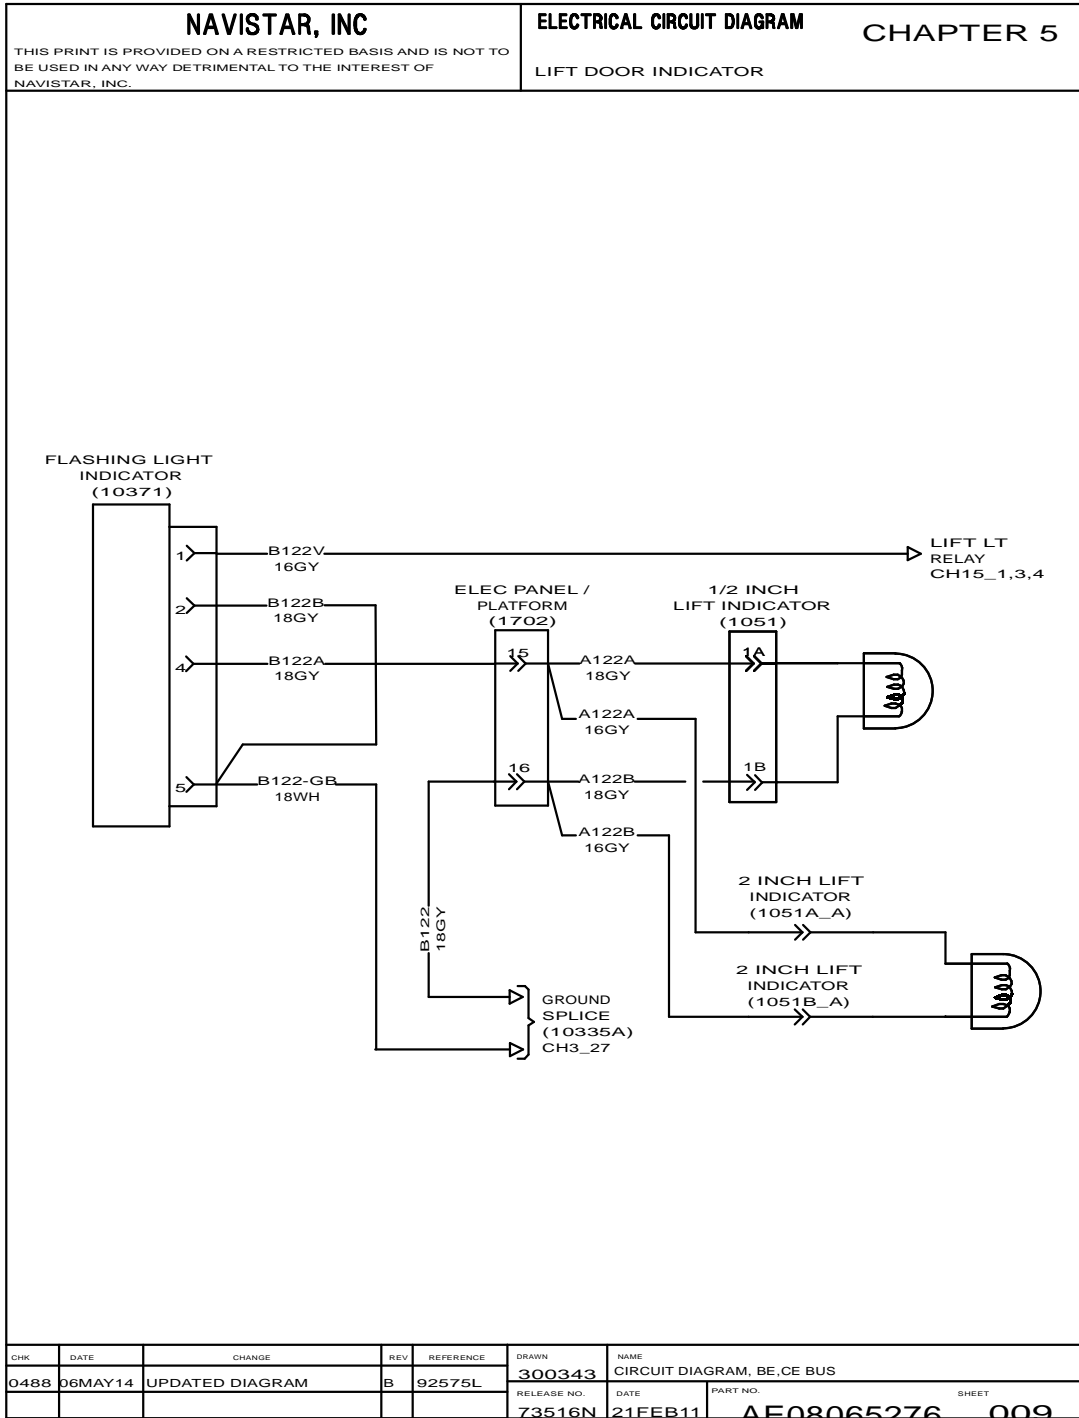 NAVISTAR, INC
THIS PRINT IS PROVIDED ON A RESTRICTED BASIS AND IS NOT TO
BE USED IN ANY WAY DETRIMENTAL TO THE INTEREST OF
NAVISTAR, INC.
ELECTRICAL CIRCUIT DIAGRAM
CHAPTER 5
LIFT DOOR INDICATOR
FLASHING LIGHT
INDICATOR
(10371)
1
B122V
16GY
LIFT LT
RELAY
CH15_1,3,4
2
B122B
18GY
4
B122A
18GY
5
B122-GB
18WH
ELEC PANEL /
PLATFORM
(1702)
15
16
A122A
18GY
A122A
16GY
A122B
18GY
A122B
16GY
1/2 INCH
LIFT INDICATOR
(1051)
1A
1B
B122
18GY
2 INCH LIFT
INDICATOR
(1051A_A)
2 INCH LIFT
INDICATOR
(1051B_A)
GROUND
SPLICE
(10335A)
CH3_27
CHK DATE CHANGE REV REFERENCE
0488 06MAY14 UPDATED DIAGRAM B 92575L
DRAWN
300343
NAME
CIRCUIT DIAGRAM, BE,CE BUS
RELEASE NO.
73516N
DATE
21FEB11
PART NO.
AE08065276
SHEET
009